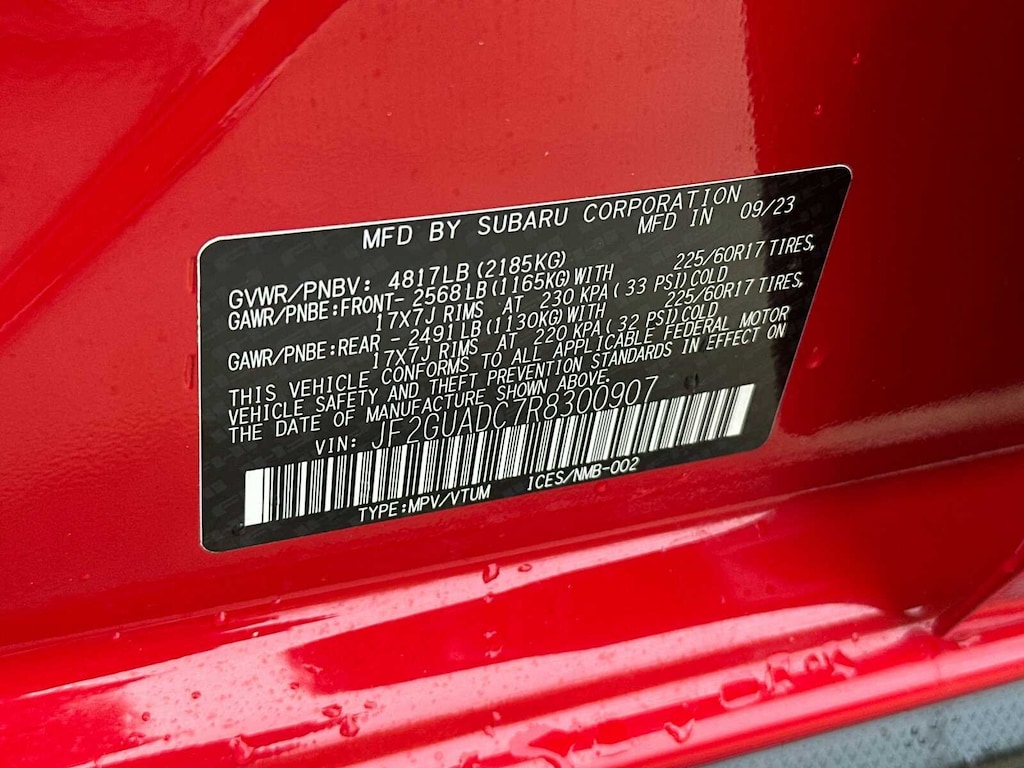 MFD BY SUBARU CORPORATION
MFD IN 09/23
GVWR/PNBV: 4817LB (2185KG)
GAWR/PNBE:FRONT- 2568LB (1165KG)WITH 225/60R17 TIRES,
17X7J RIMS AT 230 KPA( 33 PSI)COLD
GAWR/PNBE:REAR - 2491LB (1130KG)WITH 225/60R17 TIRES,
17X7J RIMS AT 220 KPA( 32 PSI)COLD
THIS VEHICLE CONFORMS TO ALL APPLICABLE FEDERAL MOTOR
VEHICLE SAFETY AND THEFT PREVENTION STANDARDS IN EFFECT ON
THE DATE OF MANUFACTURE SHOWN ABOVE.
VIN: JF2GUADC7R8300907
TYPE:MPV/VTUM ICES/NMB-002